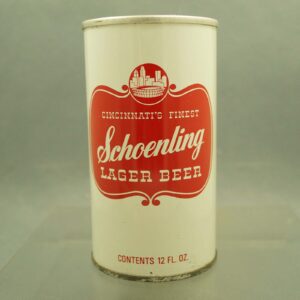 CINCINNATI'S FINEST
Schoenling
LAGER BEER
CONTENTS 12 FL. OZ.